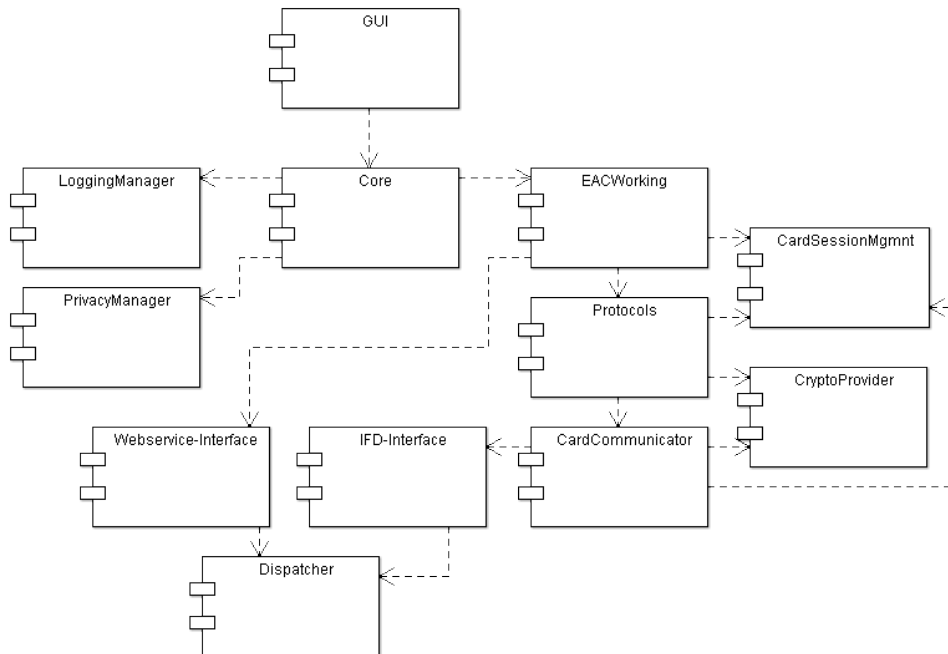 GUI
LoggingManager
Core
EACWorking
CardSessionMgmnt
PrivacyManager
Protocols
CryptoProvider
Webservice-Interface
IFD-Interface
CardCommunicator
Dispatcher